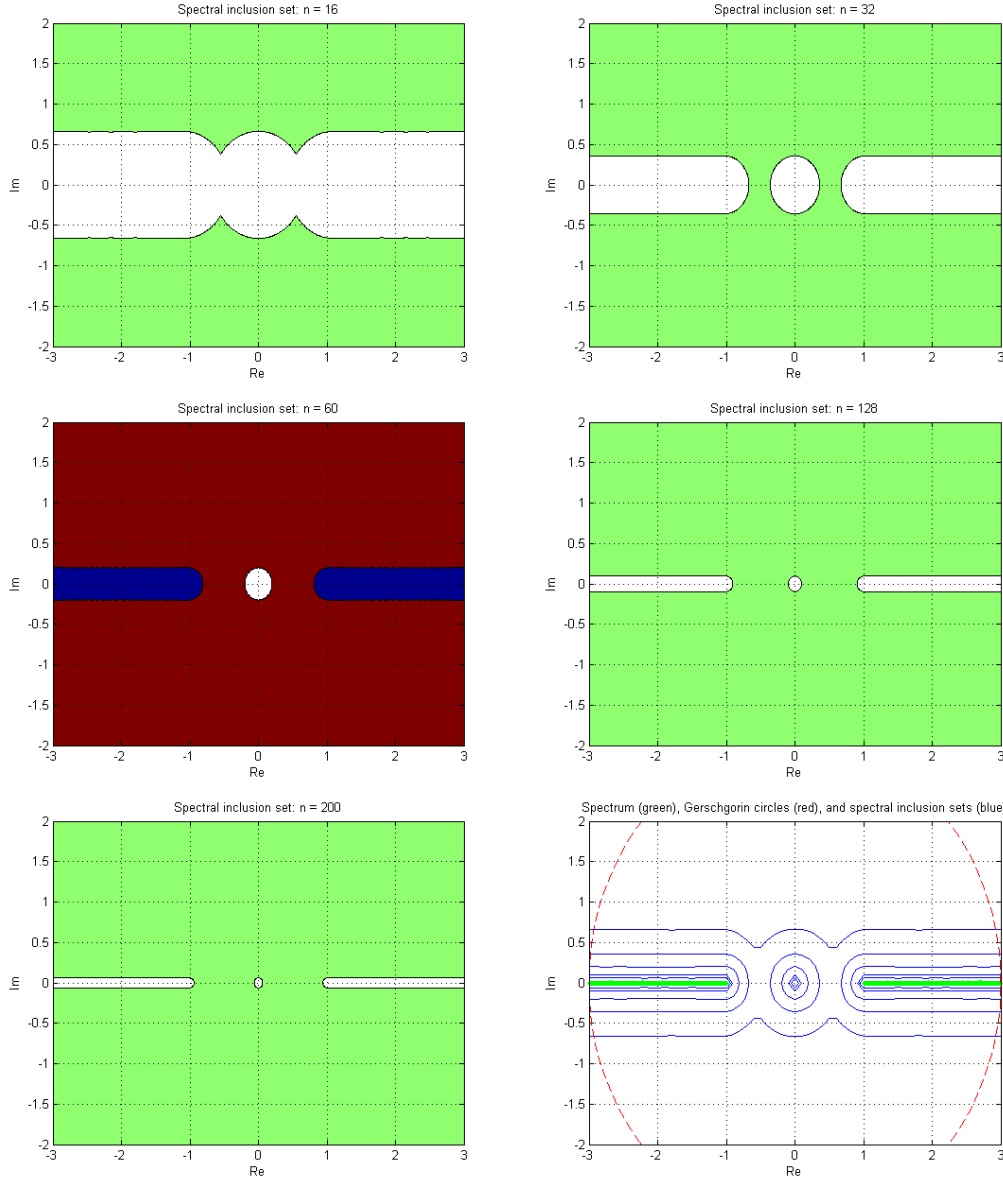 Spectral inclusion set: n = 16
2
1.5
1
0.5
0
-0.5
-1
-1.5
-2
Im
-3 -2 -1 0 1 2 3
Re
Spectral inclusion set: n = 32
2
1.5
1
0.5
0
-0.5
-1
-1.5
-2
Im
-3 -2 -1 0 1 2 3
Re
Spectral inclusion set: n = 60
2
1.5
1
0.5
0
-0.5
-1
-1.5
-2
Im
-3 -2 -1 0 1 2 3
Re
Spectral inclusion set: n = 128
2
1.5
1
0.5
0
-0.5
-1
-1.5
-2
Im
-3 -2 -1 0 1 2 3
Re
Spectral inclusion set: n = 200
2
1.5
1
0.5
0
-0.5
-1
-1.5
-2
Im
-3 -2 -1 0 1 2 3
Re
Spectrum (green), Gerschgorin circles (red), and spectral inclusion sets (blue
2
1.5
1
0.5
0
-0.5
-1
-1.5
-2
Im
-3 -2 -1 0 1 2 3
Re